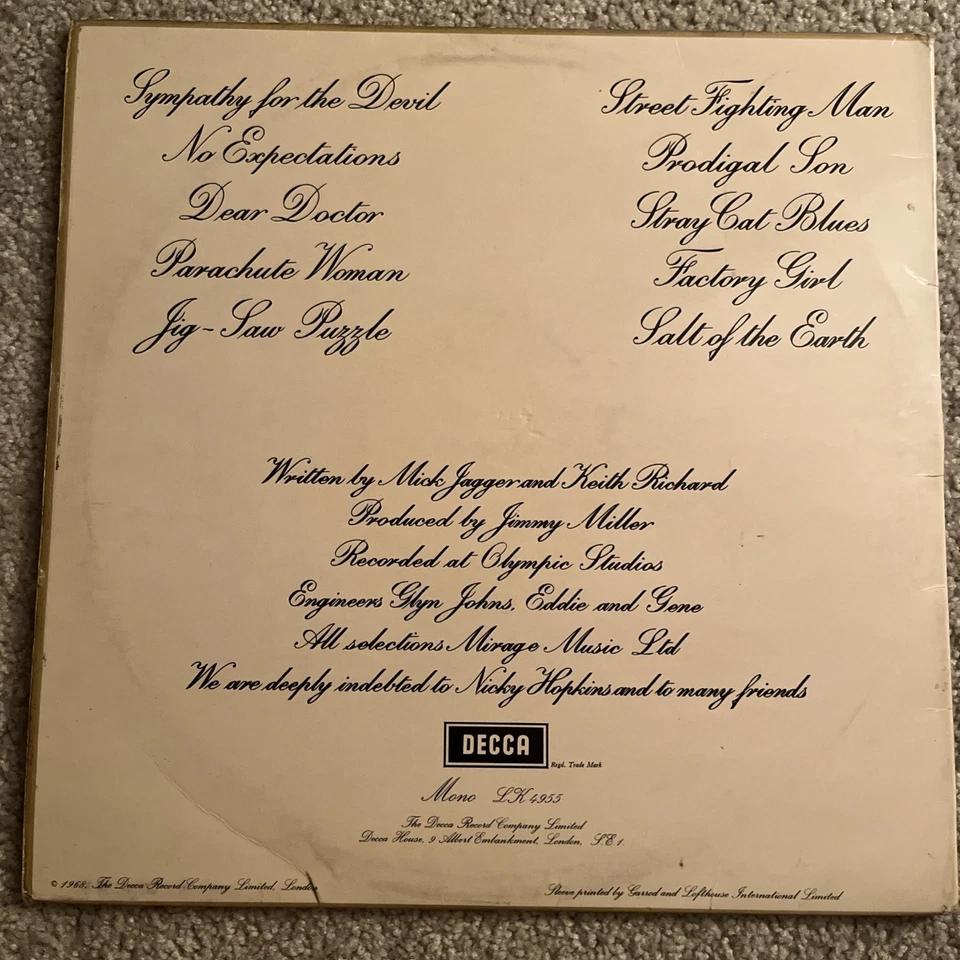 Sympathy for the Devil
No Expectations
Dear Doctor
Parachute Woman
Jig-Saw Puzzle
Street Fighting Man
Prodigal Son
Stray Cat Blues
Factory Girl
Salt of the Earth
Written by Mick Jagger and Keith Richard
Produced by Jimmy Miller
Recorded at Olympic Studios
Engineers Glyn Johns. Eddie and Gene
All selections Mirage Music Ltd
We are deeply indebted to Nicky Hopkins and to many friends
DECCA
Regd. Trade Mark
Mono LK 4955
The Decca Record Company Limited
Decca House, 9 Albert Embankment, London, S.E.1.
© 1968, The Decca Record Company Limited, London
Sleeve printed by Garrod and Lofthouse International Limited